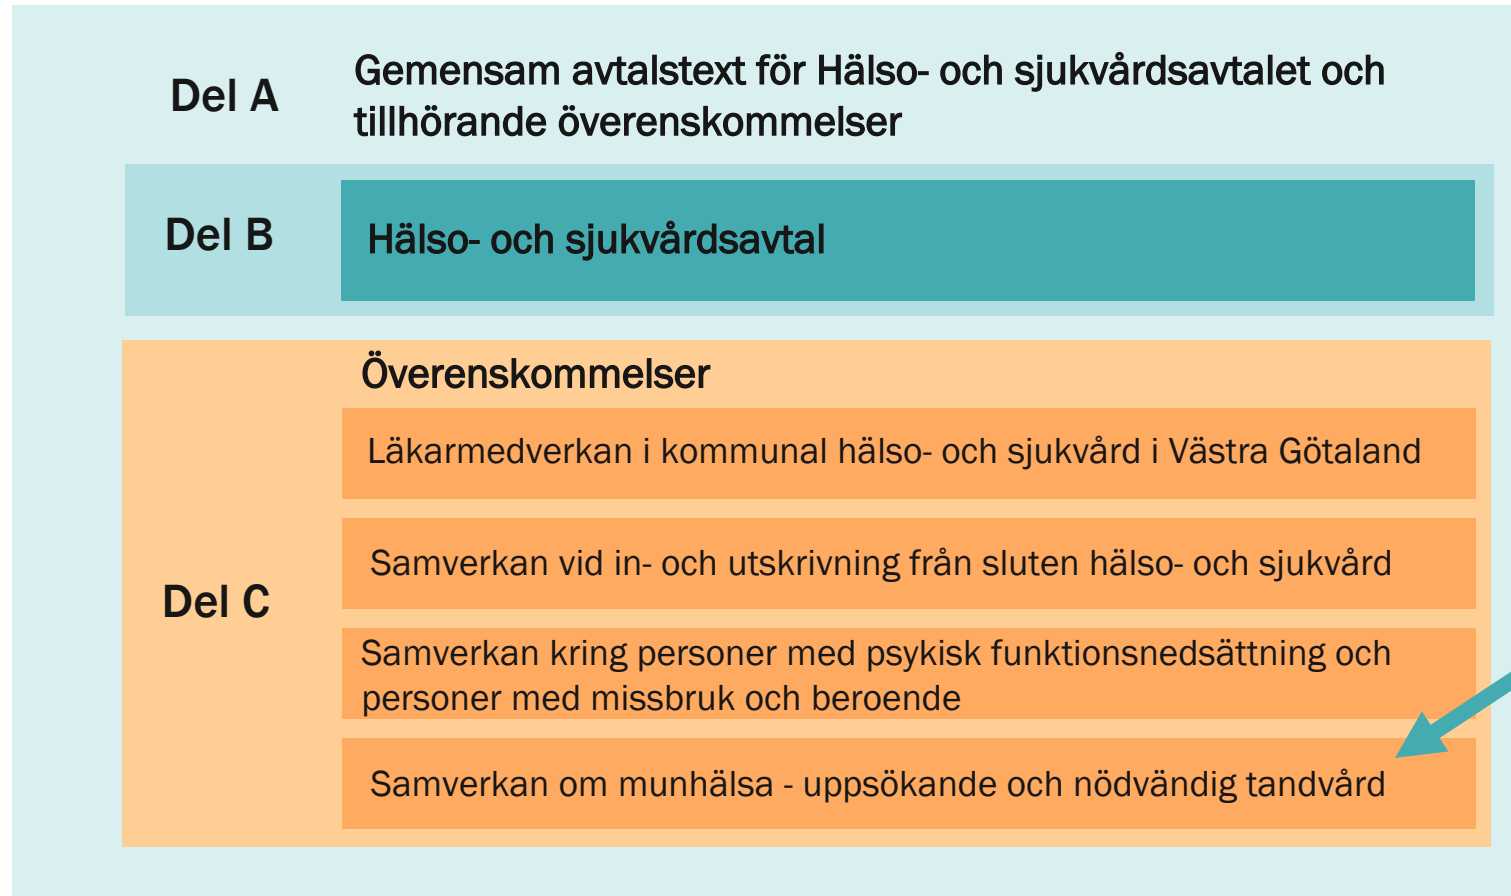 Del A
Gemensam avtalstext för Hälso- och sjukvårdsavtalet och
tillhörande överenskommelser
Del B
Hälso- och sjukvårdsavtal
Del C
Överenskommelser
Läkarmedverkan i kommunal hälso- och sjukvård i Västra Götaland
Samverkan vid in- och utskrivning från sluten hälso- och sjukvård
Samverkan kring personer med psykisk funktionsnedsättning och
personer med missbruk och beroende
Samverkan om munhälsa - uppsökande och nödvändig tandvård